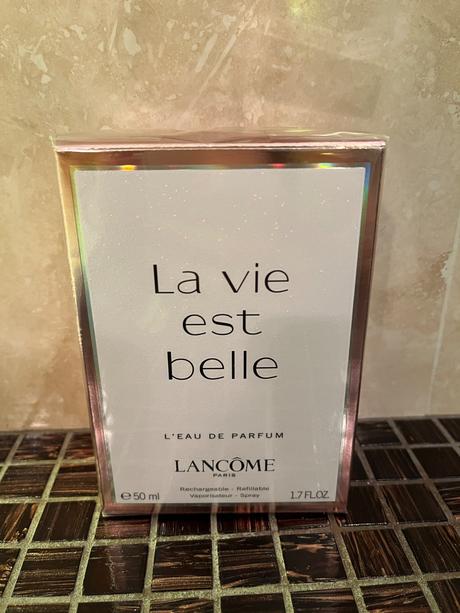 La vie
est
belle
L'EAU DE PARFUM
LANCÔME
PARIS
Rechargeable - Refillable
Vaporisateur - Spray
℮50 ml 1.7 FL.OZ